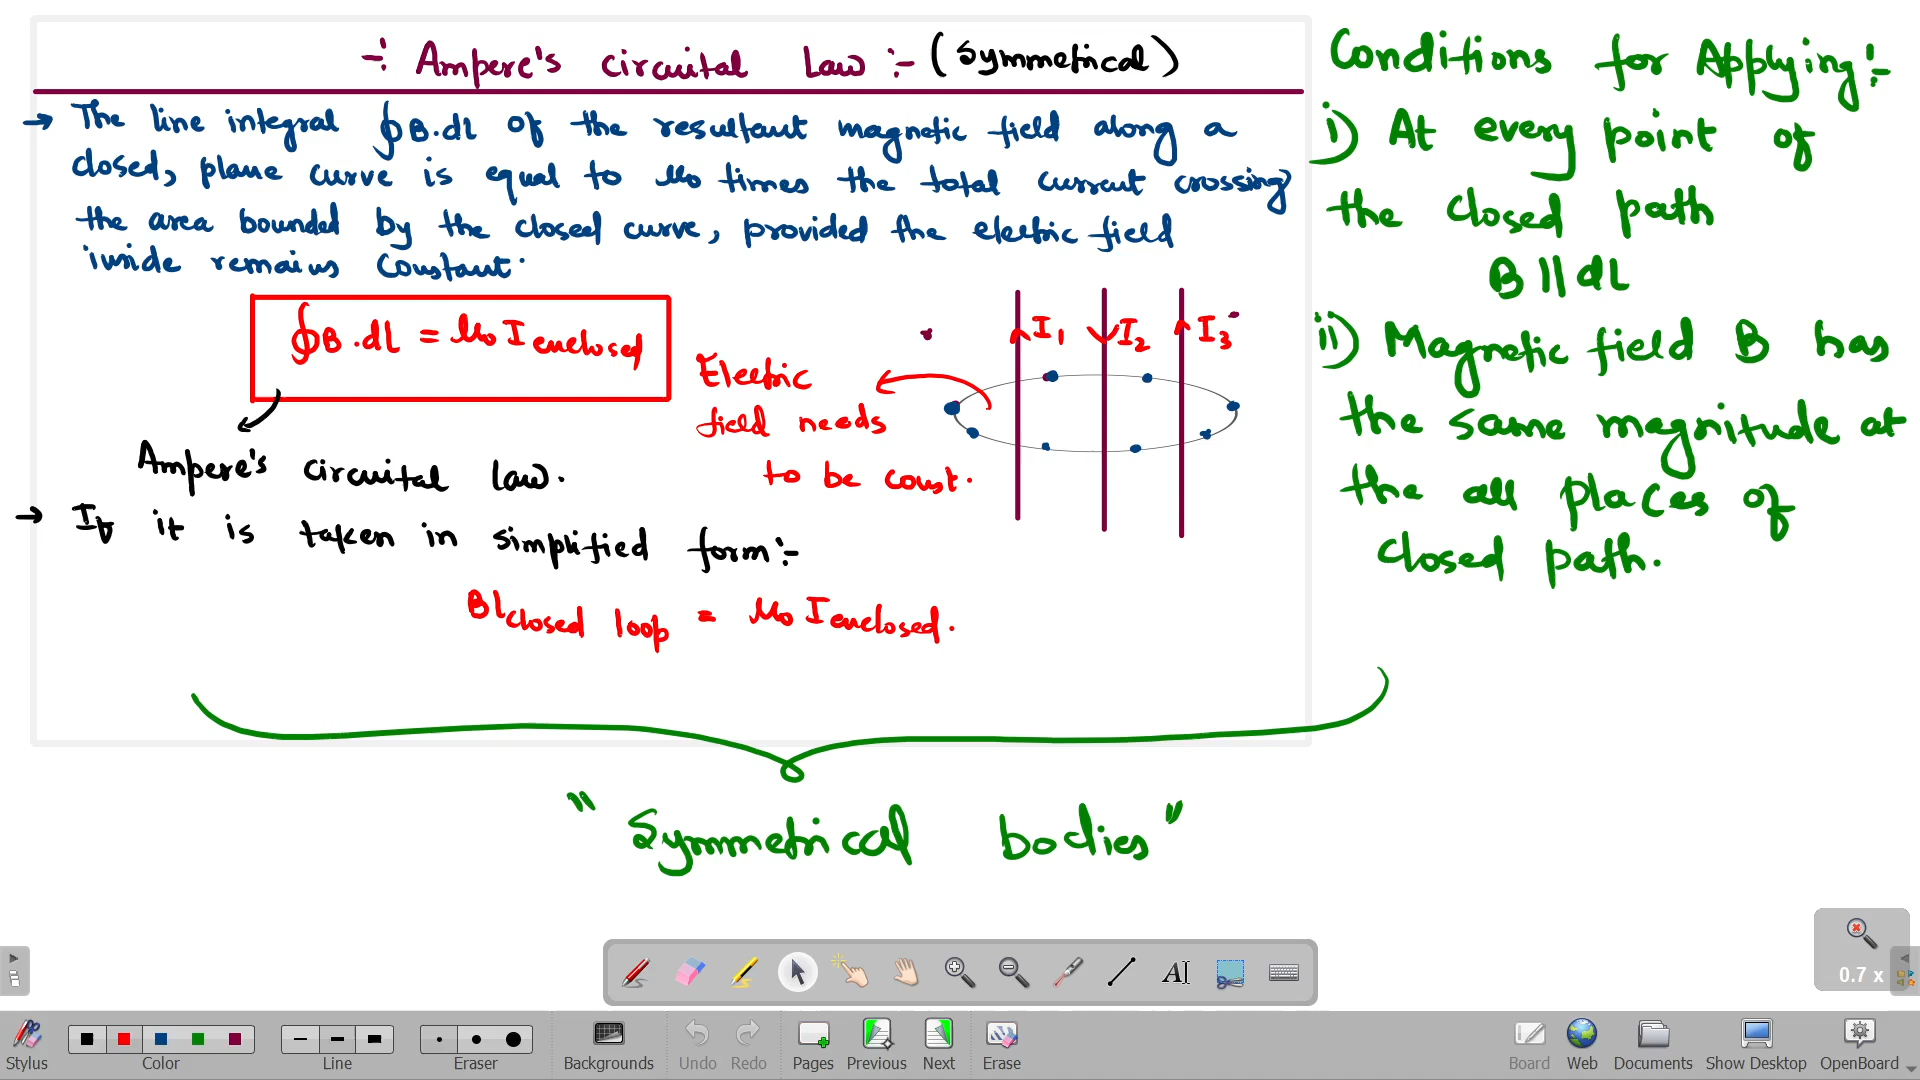 -: Ampere's circuital Law :- (Symmetrical)
→ The line integral ∮B.dl of the resultant magnetic field along a
closed, plane curve is equal to μ0 times the total current crossing
the area bounded by the closed curve, provided the electric field
inside remains constant.
∮B.dl = μ0 I enclosed
Ampere's circuital law.
→ If it is taken in simplified form:-
Bl closed loop = μ0 I enclosed.
Electric
field needs
to be const.
I1 I2 I3
Conditions for Applying:-
i) At every point of
the closed path
B || dl
ii) Magnetic field B has
the same magnitude at
the all places of
closed path.
"Symmetrical bodies"
0.7 x
Stylus Color Line Eraser Backgrounds Undo Redo Pages Previous Next Erase Board Web Documents Show Desktop OpenBoard